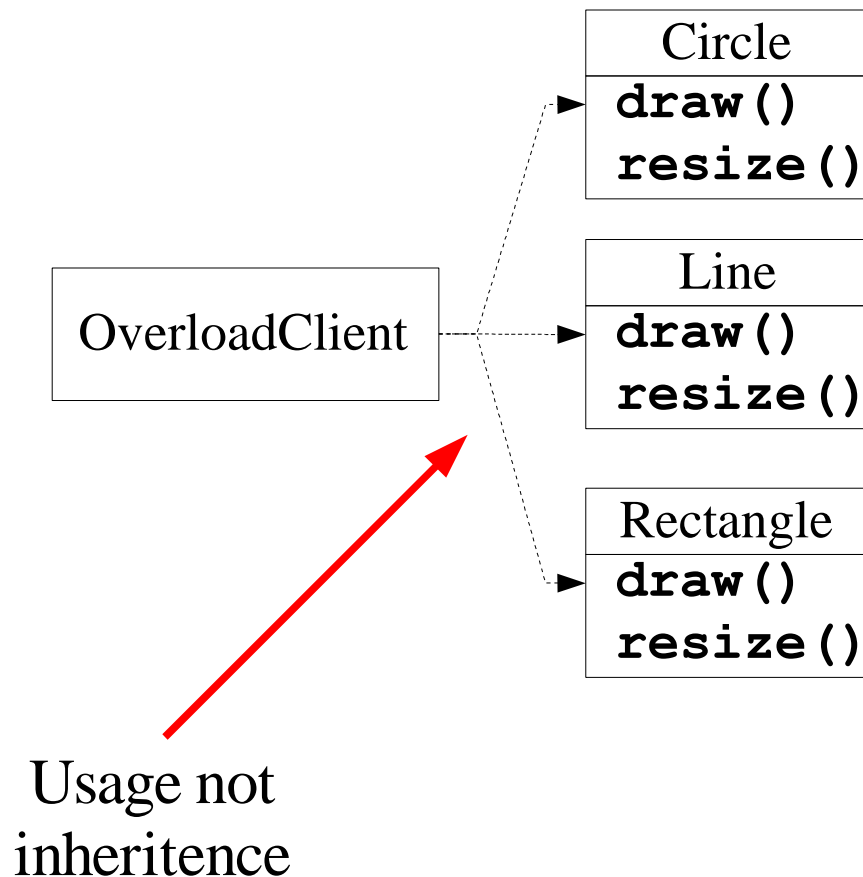 Circle
draw()
resize()
OverloadClient
Line
draw()
resize()
Rectangle
draw()
resize()
Usage not
inheritence